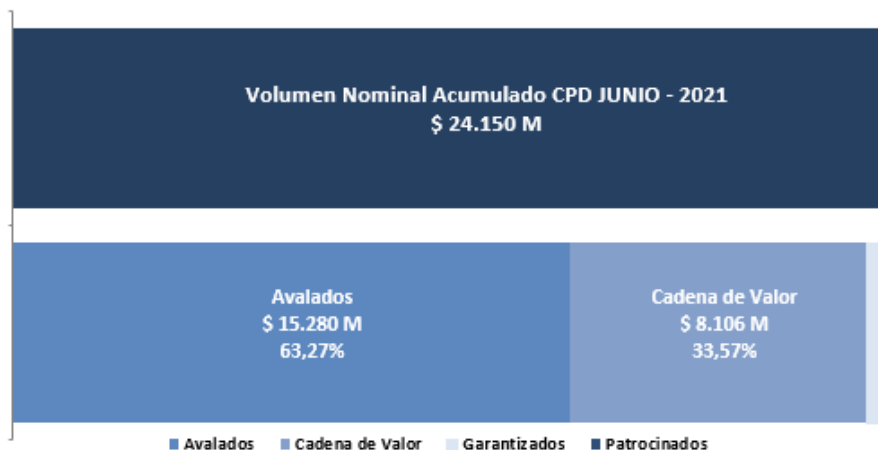 Volumen Nominal Acumulado CPD JUNIO - 2021
$ 24.150 M
Avalados
$ 15.280 M
63,27%
Cadena de Valor
$ 8.106 M
33,57%
Avalados Cadena de Valor Garantizados Patrocinados